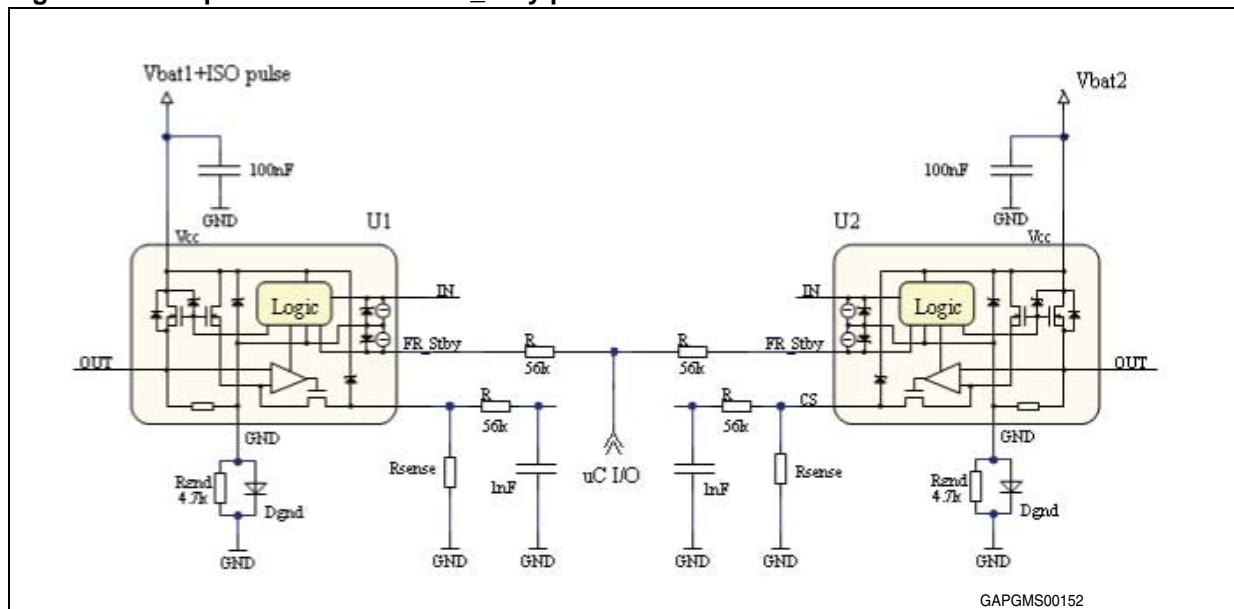 Vbat1+ISO pulse
Vbat2
100nF
100nF
GND
GND
U1
U2
Vcc
Vcc
IN
IN
Logic
Logic
FR_Stby
R
R
FR_Stby
56k
56k
OUT
OUT
R
R
CS
56k
56k
GND
GND
Rsense
1nF
uC I/O
1nF
Rsense
Rgnd
4.7k
Dgnd
Rgnd
4.7k
Dgnd
GND
GND
GND
GND
GND
GND
GAPGMS00152